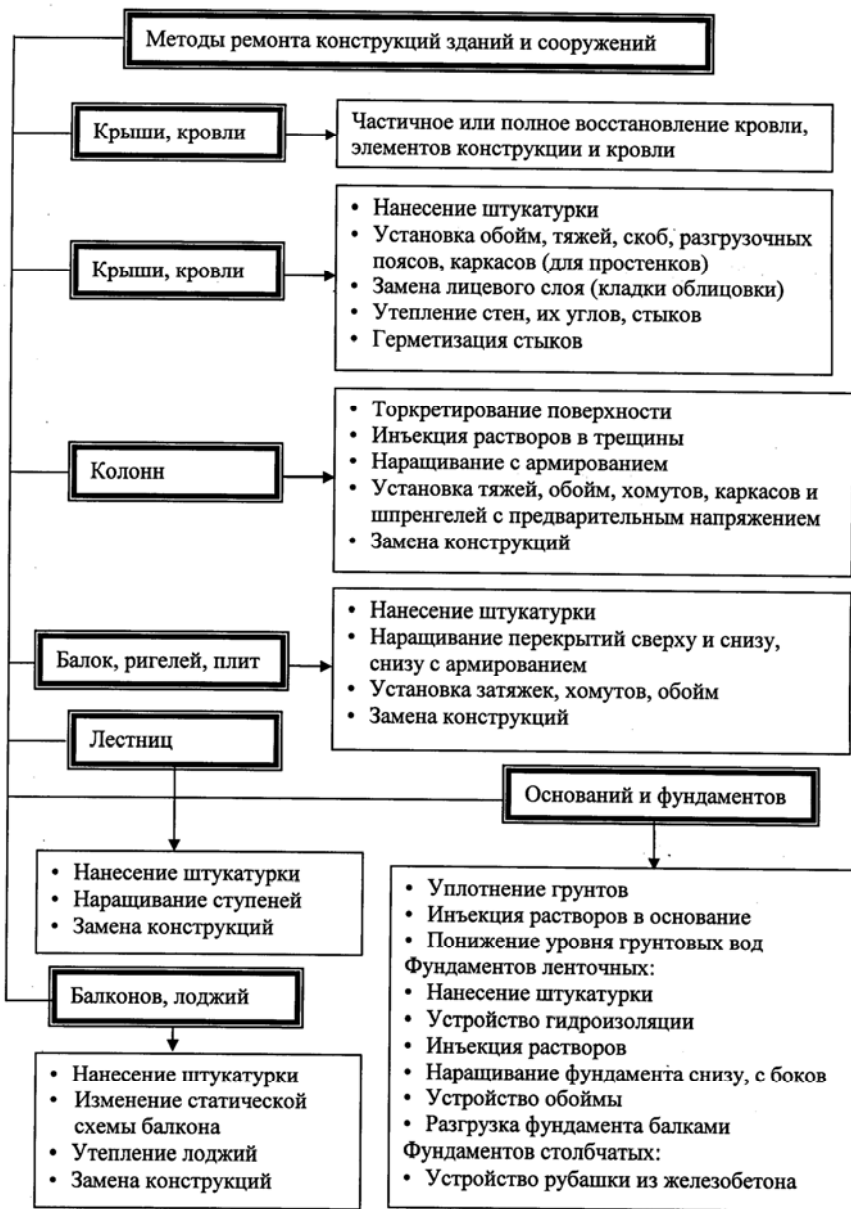 Методы ремонта конструкций зданий и сооружений
Крыши, кровли
Частичное или полное восстановление кровли,
элементов конструкции и кровли
Крыши, кровли
• Нанесение штукатурки
• Установка обойм, тяжей, скоб, разгрузочных
поясов, каркасов (для простенков)
• Замена лицевого слоя (кладки облицовки)
• Утепление стен, их углов, стыков
• Герметизация стыков
Колонн
• Торкретирование поверхности
• Инъекция растворов в трещины
• Наращивание с армированием
• Установка тяжей, обойм, хомутов, каркасов и
шпренгелей с предварительным напряжением
• Замена конструкций
Балок, ригелей, плит
• Нанесение штукатурки
• Наращивание перекрытий сверху и снизу,
снизу с армированием
• Установка затяжек, хомутов, обойм
• Замена конструкций
Лестниц
• Нанесение штукатурки
• Наращивание ступеней
• Замена конструкций
Оснований и фундаментов
• Уплотнение грунтов
• Инъекция растворов в основание
• Понижение уровня грунтовых вод
Фундаментов ленточных:
• Нанесение штукатурки
• Устройство гидроизоляции
• Инъекция растворов
• Наращивание фундамента снизу, с боков
• Устройство обоймы
• Разгрузка фундамента балками
Фундаментов столбчатых:
• Устройство рубашки из железобетона
Балконов, лоджий
• Нанесение штукатурки
• Изменение статической
схемы балкона
• Утепление лоджий
• Замена конструкций